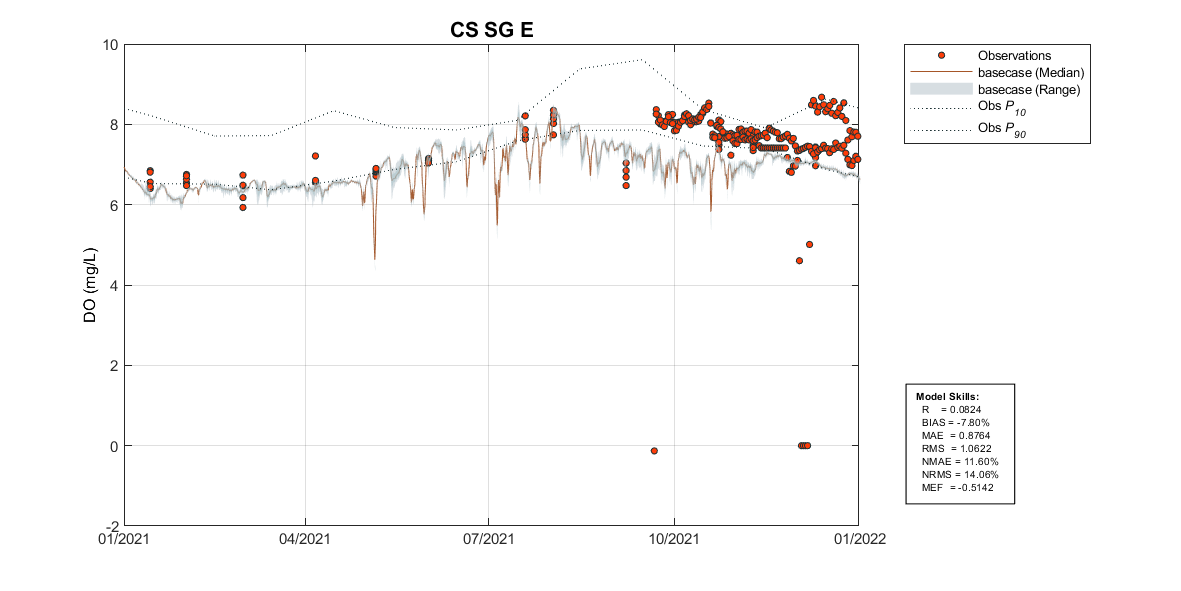 CS SG E
10
8
6
4
2
0
-2
DO (mg/L)
01/2021
04/2021
07/2021
10/2021
01/2022
Observations
basecase (Median)
basecase (Range)
Obs P10
Obs P90
Model Skills:
R = 0.0824
BIAS = -7.80%
MAE = 0.8764
RMS = 1.0622
NMAE = 11.60%
NRMS = 14.06%
MEF = -0.5142